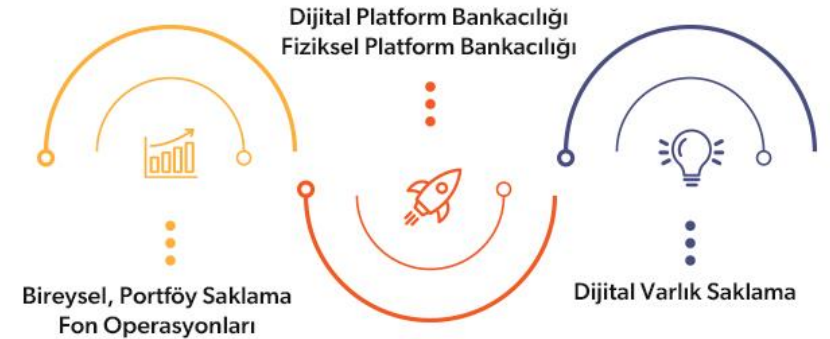 Dijital Platform Bankacılığı
Fiziksel Platform Bankacılığı
Bireysel, Portföy Saklama
Fon Operasyonları
Dijital Varlık Saklama